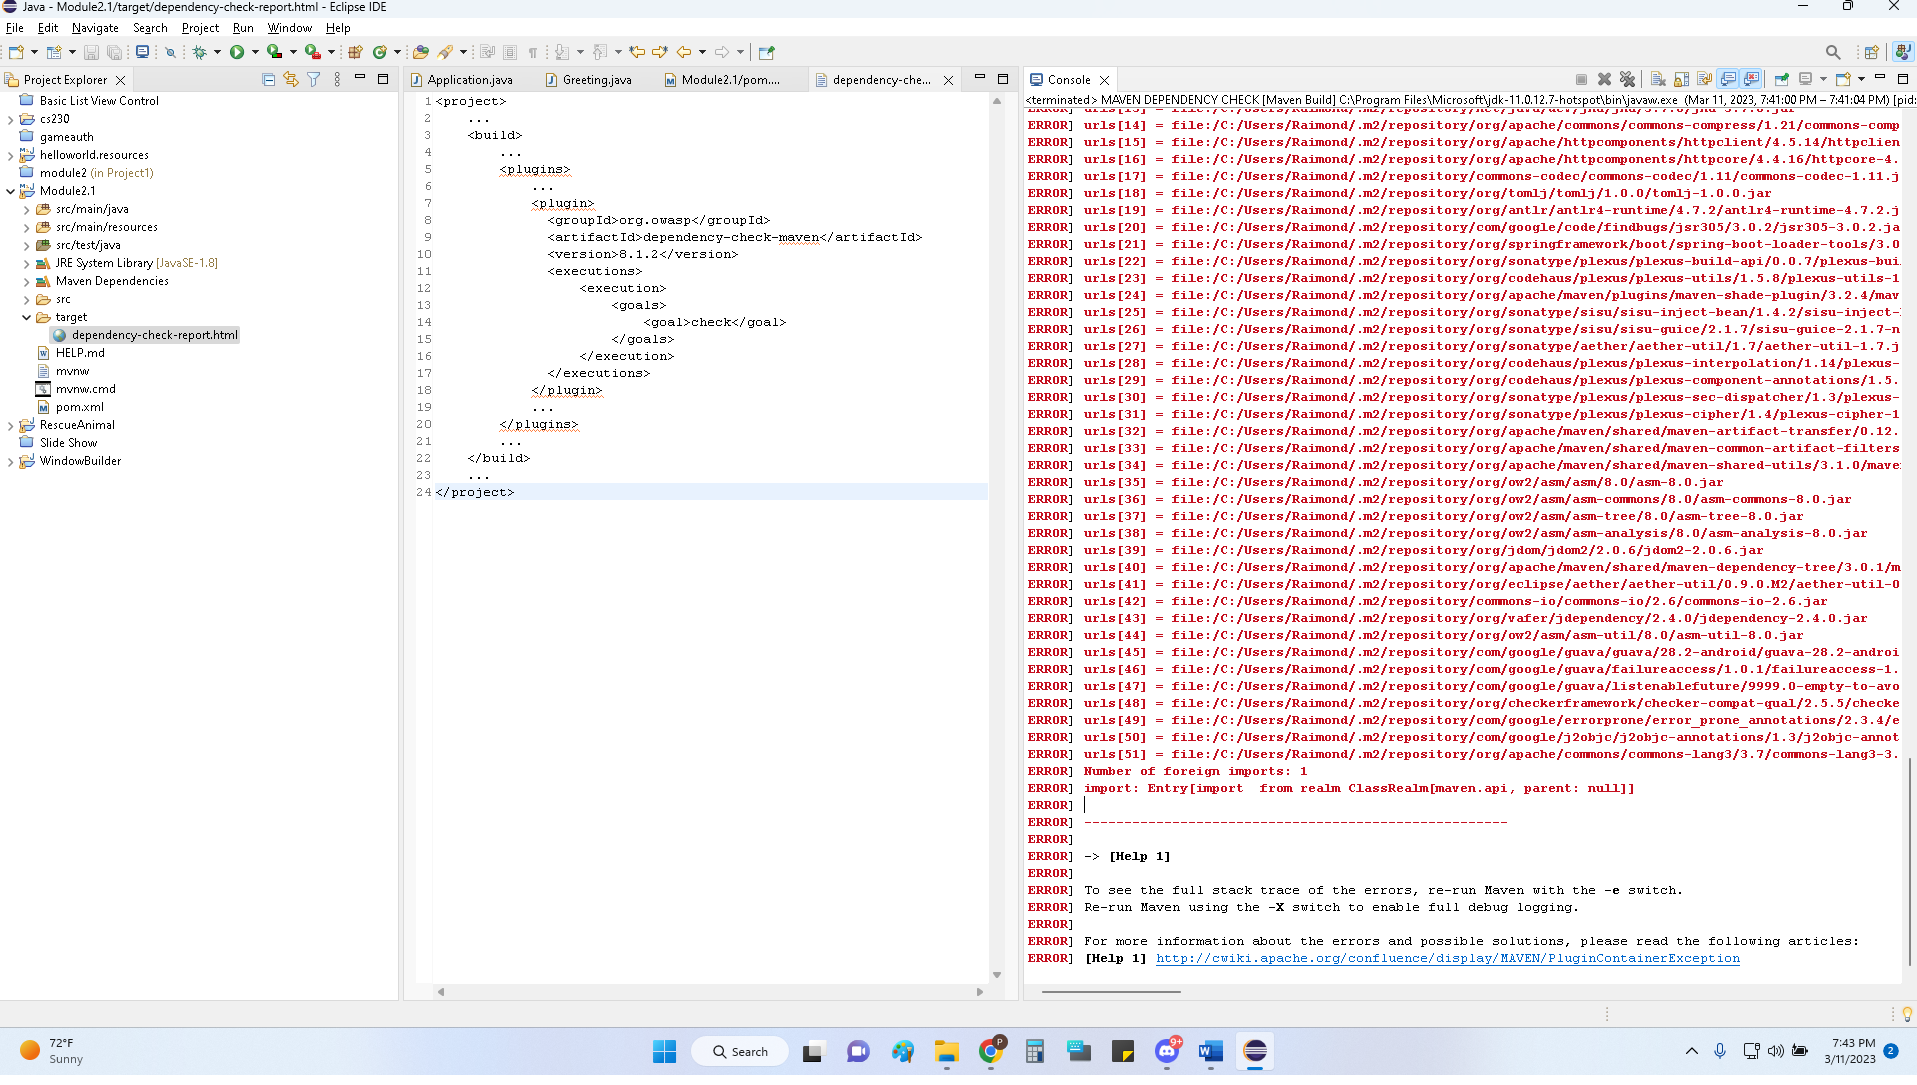 Java - Module2.1/target/dependency-check-report.html - Eclipse IDE
File Edit Navigate Search Project Run Window Help
Project Explorer
Basic List View Control
cs230
gameauth
helloworld.resources
module2 (in Project1)
Module2.1
src/main/java
src/main/resources
src/test/java
JRE System Library [JavaSE-1.8]
Maven Dependencies
src
target
dependency-check-report.html
HELP.md
mvnw
mvnw.cmd
pom.xml
RescueAnimal
Slide Show
WindowBuilder
Application.java Greeting.java Module2.1/pom.... dependency-che...
1 <project>
2 ...
3 <build>
4 ...
5 <plugins>
6 ...
7 <plugin>
8 <groupId>org.owasp</groupId>
9 <artifactId>dependency-check-maven</artifactId>
10 <version>8.1.2</version>
11 <executions>
12 <execution>
13 <goals>
14 <goal>check</goal>
15 </goals>
16 </execution>
17 </executions>
18 </plugin>
19 ...
20 </plugins>
21 ...
22 </build>
23 ...
24 </project>
Console
<terminated> MAVEN DEPENDENCY CHECK [Maven Build] C:\Program Files\Microsoft\jdk-11.0.12.7-hotspot\bin\javaw.exe (Mar 11, 2023, 7:41:00 PM – 7:41:04 PM) [pid:
ERROR] urls[14] = file:/C:/Users/Raimond/.m2/repository/org/apache/commons/commons-compress/1.21/commons-comp
ERROR] urls[15] = file:/C:/Users/Raimond/.m2/repository/org/apache/httpcomponents/httpclient/4.5.14/httpclien
ERROR] urls[16] = file:/C:/Users/Raimond/.m2/repository/org/apache/httpcomponents/httpcore/4.4.16/httpcore-4.
ERROR] urls[17] = file:/C:/Users/Raimond/.m2/repository/commons-codec/commons-codec/1.11/commons-codec-1.11.j
ERROR] urls[18] = file:/C:/Users/Raimond/.m2/repository/org/tomlj/tomlj/1.0.0/tomlj-1.0.0.jar
ERROR] urls[19] = file:/C:/Users/Raimond/.m2/repository/org/antlr/antlr4-runtime/4.7.2/antlr4-runtime-4.7.2.j
ERROR] urls[20] = file:/C:/Users/Raimond/.m2/repository/com/google/code/findbugs/jsr305/3.0.2/jsr305-3.0.2.ja
ERROR] urls[21] = file:/C:/Users/Raimond/.m2/repository/org/springframework/boot/spring-boot-loader-tools/3.0
ERROR] urls[22] = file:/C:/Users/Raimond/.m2/repository/org/sonatype/plexus/plexus-build-api/0.0.7/plexus-bui
ERROR] urls[23] = file:/C:/Users/Raimond/.m2/repository/org/codehaus/plexus/plexus-utils/1.5.8/plexus-utils-1
ERROR] urls[24] = file:/C:/Users/Raimond/.m2/repository/org/apache/maven/plugins/maven-shade-plugin/3.2.4/mav
ERROR] urls[25] = file:/C:/Users/Raimond/.m2/repository/org/sonatype/sisu/sisu-inject-bean/1.4.2/sisu-inject-
ERROR] urls[26] = file:/C:/Users/Raimond/.m2/repository/org/sonatype/sisu/sisu-guice/2.1.7/sisu-guice-2.1.7-n
ERROR] urls[27] = file:/C:/Users/Raimond/.m2/repository/org/sonatype/aether/aether-util/1.7/aether-util-1.7.j
ERROR] urls[28] = file:/C:/Users/Raimond/.m2/repository/org/codehaus/plexus/plexus-interpolation/1.14/plexus-
ERROR] urls[29] = file:/C:/Users/Raimond/.m2/repository/org/codehaus/plexus/plexus-component-annotations/1.5.
ERROR] urls[30] = file:/C:/Users/Raimond/.m2/repository/org/sonatype/plexus/plexus-sec-dispatcher/1.3/plexus-
ERROR] urls[31] = file:/C:/Users/Raimond/.m2/repository/org/sonatype/plexus/plexus-cipher/1.4/plexus-cipher-1
ERROR] urls[32] = file:/C:/Users/Raimond/.m2/repository/org/apache/maven/shared/maven-artifact-transfer/0.12.
ERROR] urls[33] = file:/C:/Users/Raimond/.m2/repository/org/apache/maven/shared/maven-common-artifact-filters
ERROR] urls[34] = file:/C:/Users/Raimond/.m2/repository/org/apache/maven/shared/maven-shared-utils/3.1.0/mave
ERROR] urls[35] = file:/C:/Users/Raimond/.m2/repository/org/ow2/asm/asm/8.0/asm-8.0.jar
ERROR] urls[36] = file:/C:/Users/Raimond/.m2/repository/org/ow2/asm/asm-commons/8.0/asm-commons-8.0.jar
ERROR] urls[37] = file:/C:/Users/Raimond/.m2/repository/org/ow2/asm/asm-tree/8.0/asm-tree-8.0.jar
ERROR] urls[38] = file:/C:/Users/Raimond/.m2/repository/org/ow2/asm/asm-analysis/8.0/asm-analysis-8.0.jar
ERROR] urls[39] = file:/C:/Users/Raimond/.m2/repository/org/jdom/jdom2/2.0.6/jdom2-2.0.6.jar
ERROR] urls[40] = file:/C:/Users/Raimond/.m2/repository/org/apache/maven/shared/maven-dependency-tree/3.0.1/m
ERROR] urls[41] = file:/C:/Users/Raimond/.m2/repository/org/eclipse/aether/aether-util/0.9.0.M2/aether-util-0
ERROR] urls[42] = file:/C:/Users/Raimond/.m2/repository/commons-io/commons-io/2.6/commons-io-2.6.jar
ERROR] urls[43] = file:/C:/Users/Raimond/.m2/repository/org/vafer/jdependency/2.4.0/jdependency-2.4.0.jar
ERROR] urls[44] = file:/C:/Users/Raimond/.m2/repository/org/ow2/asm/asm-util/8.0/asm-util-8.0.jar
ERROR] urls[45] = file:/C:/Users/Raimond/.m2/repository/com/google/guava/guava/28.2-android/guava-28.2-androi
ERROR] urls[46] = file:/C:/Users/Raimond/.m2/repository/com/google/guava/failureaccess/1.0.1/failureaccess-1.
ERROR] urls[47] = file:/C:/Users/Raimond/.m2/repository/com/google/guava/listenablefuture/9999.0-empty-to-avo
ERROR] urls[48] = file:/C:/Users/Raimond/.m2/repository/org/checkerframework/checker-compat-qual/2.5.5/checke
ERROR] urls[49] = file:/C:/Users/Raimond/.m2/repository/com/google/errorprone/error_prone_annotations/2.3.4/e
ERROR] urls[50] = file:/C:/Users/Raimond/.m2/repository/com/google/j2objc/j2objc-annotations/1.3/j2objc-annot
ERROR] urls[51] = file:/C:/Users/Raimond/.m2/repository/org/apache/commons/commons-lang3/3.7/commons-lang3-3.
ERROR] Number of foreign imports: 1
ERROR] import: Entry[import  from realm ClassRealm[maven.api, parent: null]]
ERROR]
ERROR] -----------------------------------------------------
ERROR]
ERROR] -> [Help 1]
ERROR]
ERROR] To see the full stack trace of the errors, re-run Maven with the -e switch.
ERROR] Re-run Maven using the -X switch to enable full debug logging.
ERROR]
ERROR] For more information about the errors and possible solutions, please read the following articles:
ERROR] [Help 1] http://cwiki.apache.org/confluence/display/MAVEN/PluginContainerException
72°F
Sunny
Search
P
9+
7:43 PM
3/11/2023
2